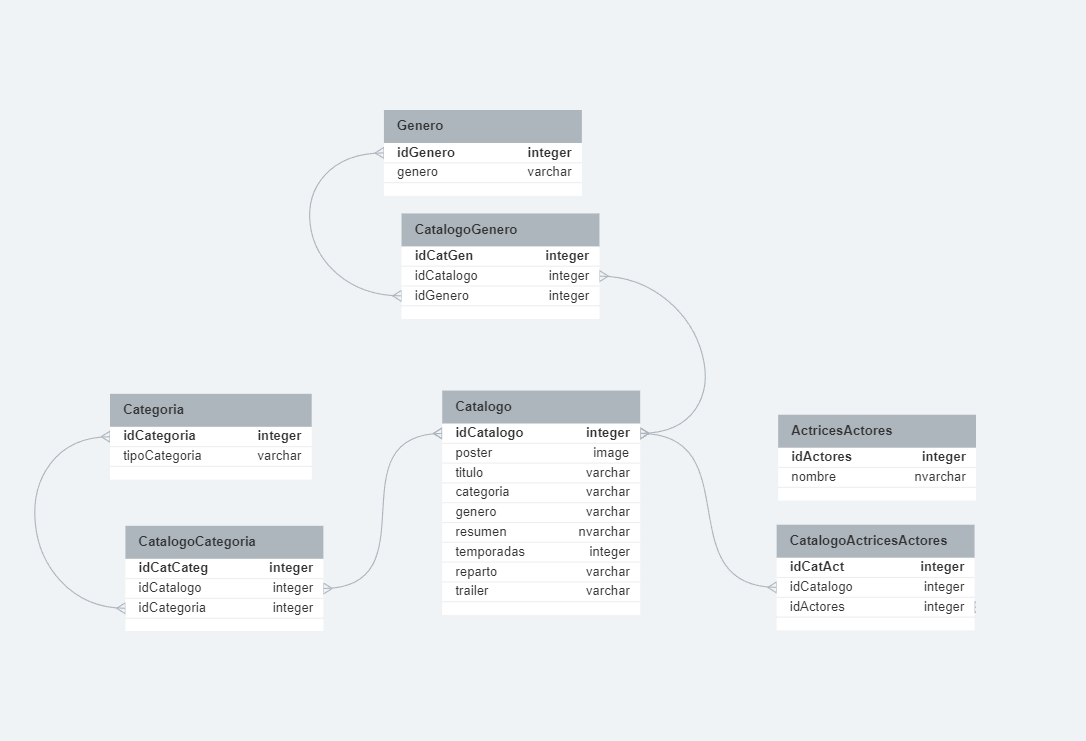 Genero
idGenero integer
genero varchar
CatalogoGenero
idCatGen integer
idCatalogo integer
idGenero integer
Categoria
idCategoria integer
tipoCategoria varchar
CatalogoCategoria
idCatCateg integer
idCatalogo integer
idCategoria integer
Catalogo
idCatalogo integer
poster image
titulo varchar
categoria varchar
genero varchar
resumen nvarchar
temporadas integer
reparto varchar
trailer varchar
ActricesActores
idActores integer
nombre nvarchar
CatalogoActricesActores
idCatAct integer
idCatalogo integer
idActores integer